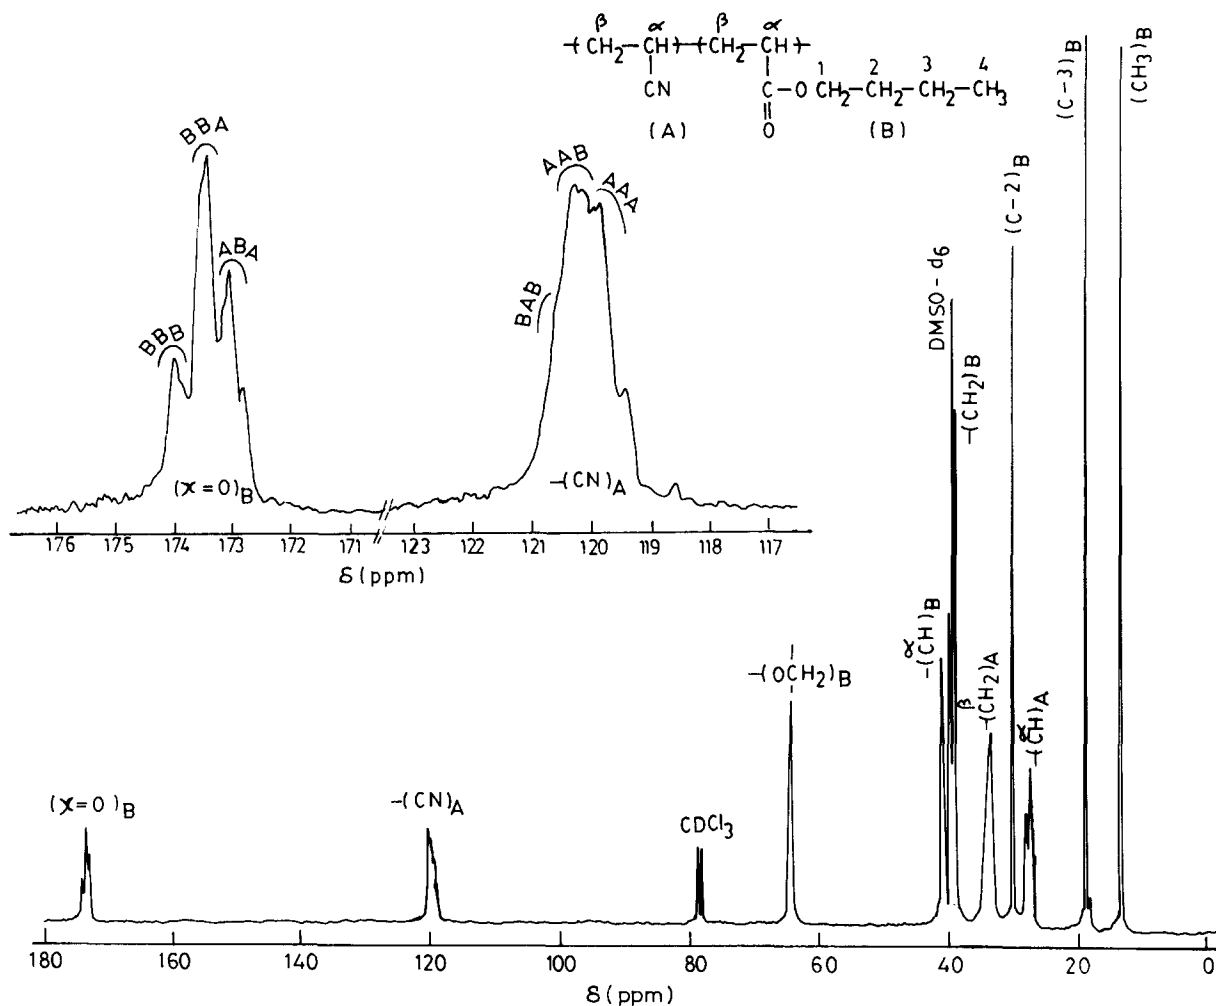 β α β α
-(CH2-CH)-(CH2-CH)-
1 2 3 4
CN C-O-CH2-CH2-CH2-CH3
(A) O (B)
BBB
BBA
ABA
BAB
AAB
AAA
(C=O)B
-(CN)A
176 175 174 173 172 171 123 122 121 120 119 118 117
δ(ppm)
(C=O)B
-(CN)A
CDCl3
-(OCH2)B
α
-(CH)B
DMSO-d6
-(CH2)B
β
-(CH2)A
(C-2)B
α
-(CH)A
(C-3)B
(CH3)B
180 160 140 120 100 80 60 40 20 0
δ(ppm)